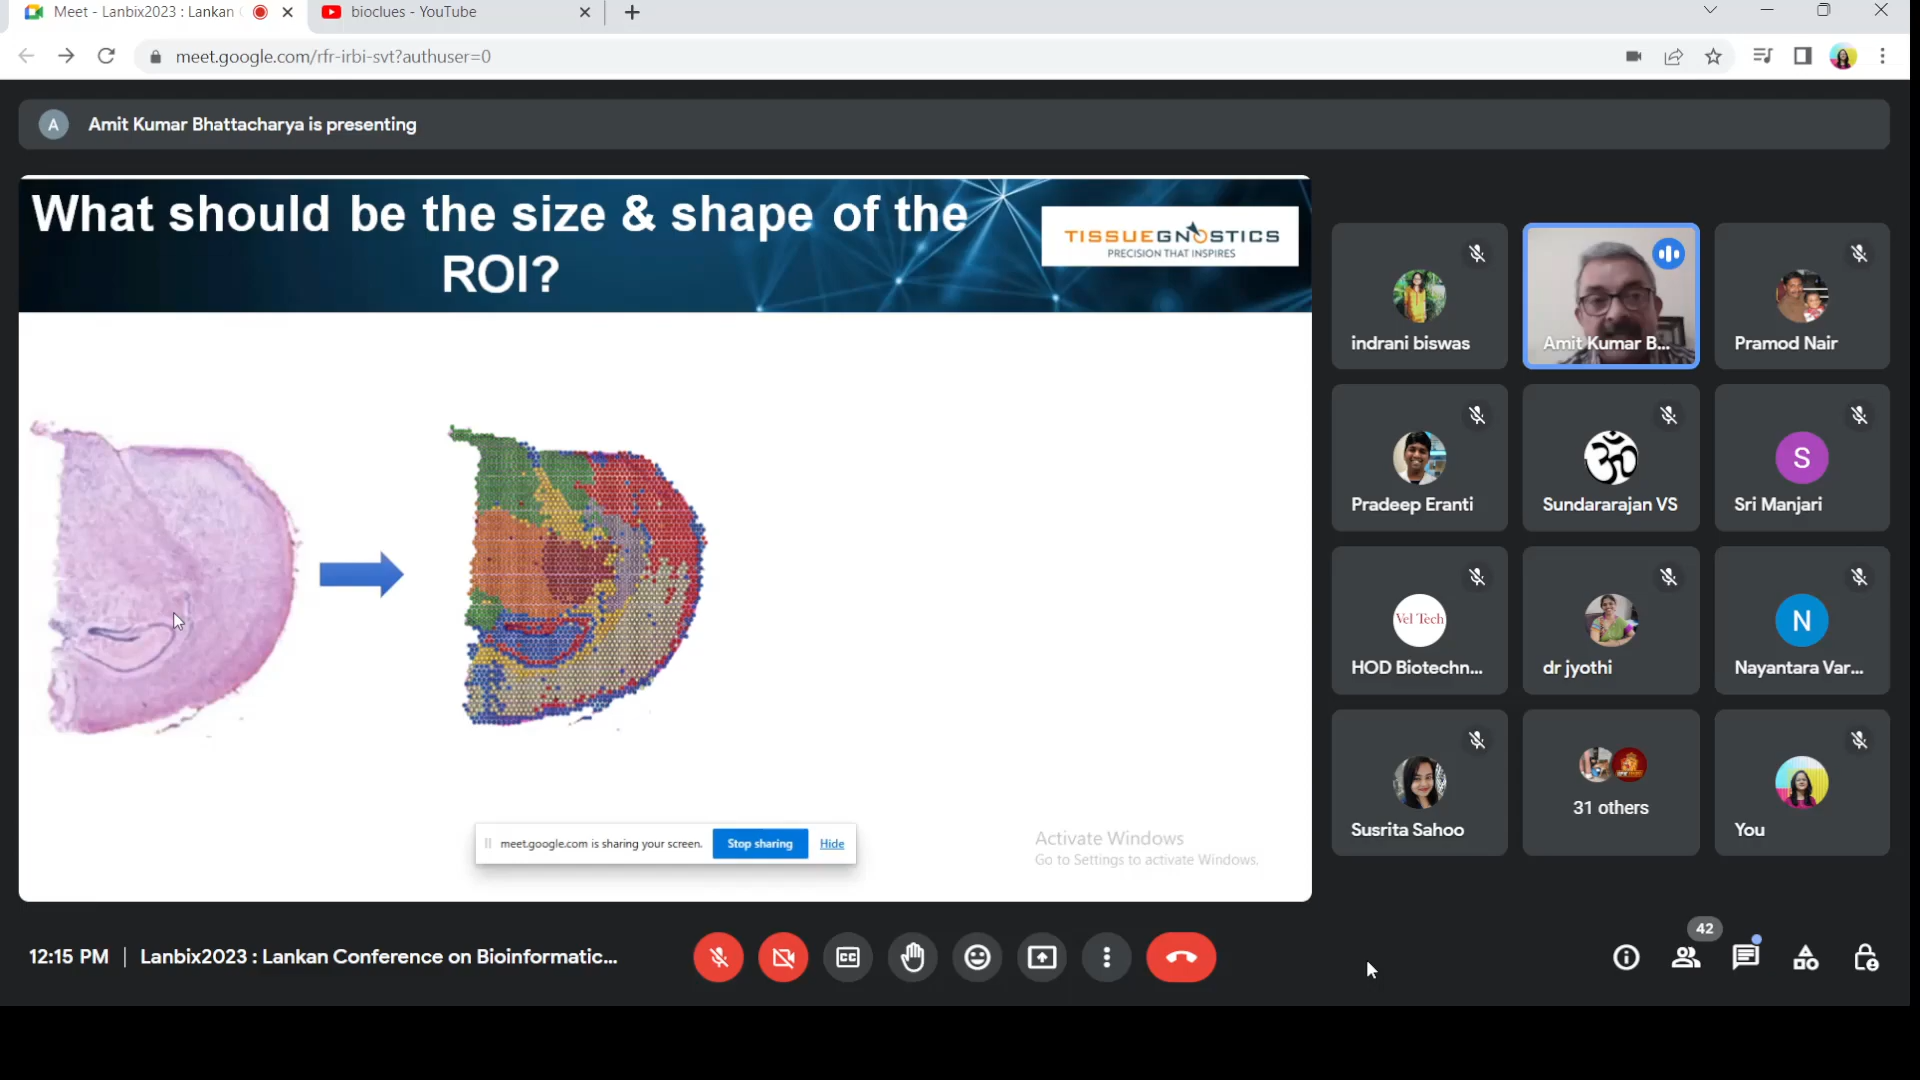 Meet - Lanbix2023 : Lankan
bioclues - YouTube
meet.google.com/rfr-irbi-svt?authuser=0
A
Amit Kumar Bhattacharya is presenting
What should be the size & shape of the
ROI?
TISSUEGNOSTICS
PRECISION THAT INSPIRES
indrani biswas
Amit Kumar B...
Pramod Nair
Pradeep Eranti
ॐ
Sundararajan VS
S
Sri Manjari
Vel Tech
HOD Biotechn...
dr jyothi
N
Nayantara Var...
Susrita Sahoo
31 others
You
meet.google.com is sharing your screen.
Stop sharing
Hide
Activate Windows
Go to Settings to activate Windows.
12:15 PM | Lanbix2023 : Lankan Conference on Bioinformatic...
CC
42